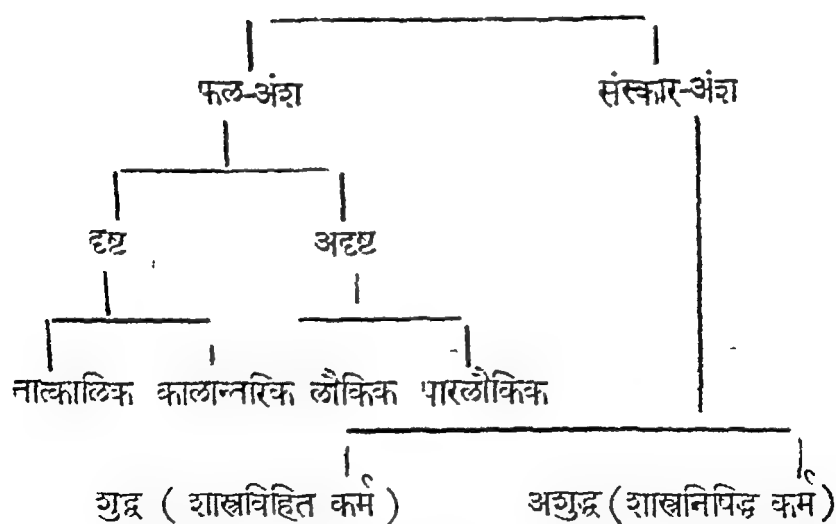 फल-अंश संस्कार-अंश
दृष्ट अदृष्ट
तात्कालिक कालान्तरिक लौकिक पारलौकिक
शुद्ध ( शास्त्रविहित कर्म ) अशुद्ध (शास्त्रनिषिद्ध कर्म)